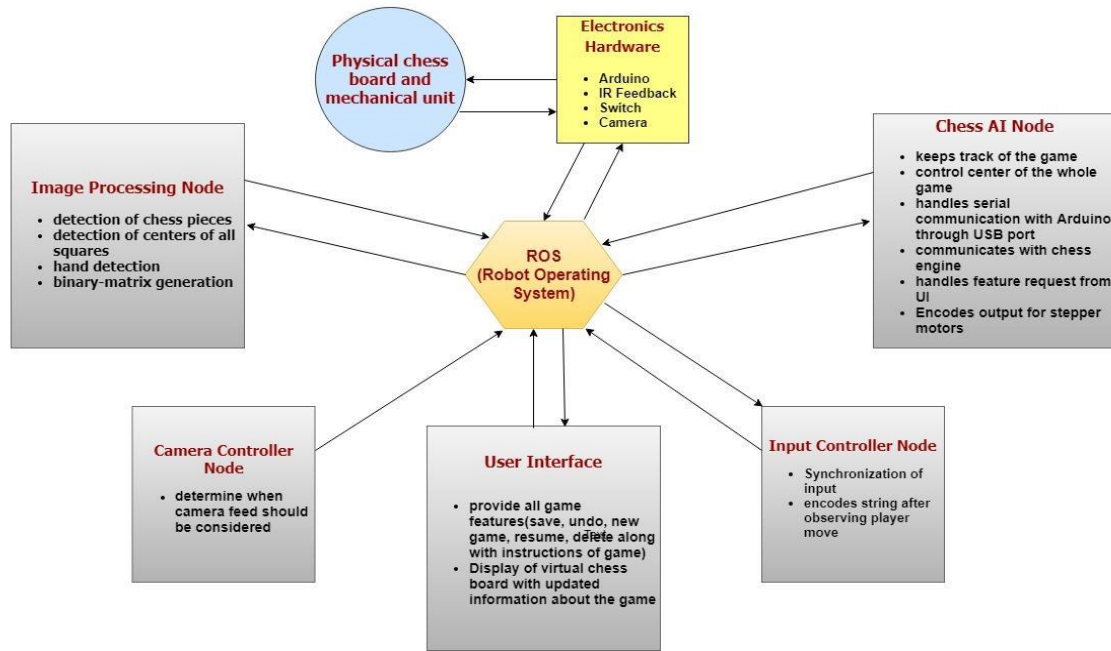 Physical chess
board and
mechanical unit
Electronics
Hardware
• Arduino
• IR Feedback
• Switch
• Camera
Image Processing Node
• detection of chess pieces
• detection of centers of all
squares
• hand detection
• binary-matrix generation
ROS
(Robot Operating
System)
Chess AI Node
• keeps track of the game
• control center of the whole
game
• handles serial
communication with Arduino
through USB port
• communicates with chess
engine
• handles feature request from
UI
• Encodes output for stepper
motors
Camera Controller
Node
• determine when
camera feed should
be considered
User Interface
• provide all game
features(save, undo, new
game, resume, delete along
with instructions of game)
• Display of virtual chess
board with updated
information about the game
Text
Input Controller Node
• Synchronization of
input
• encodes string after
observing player
move